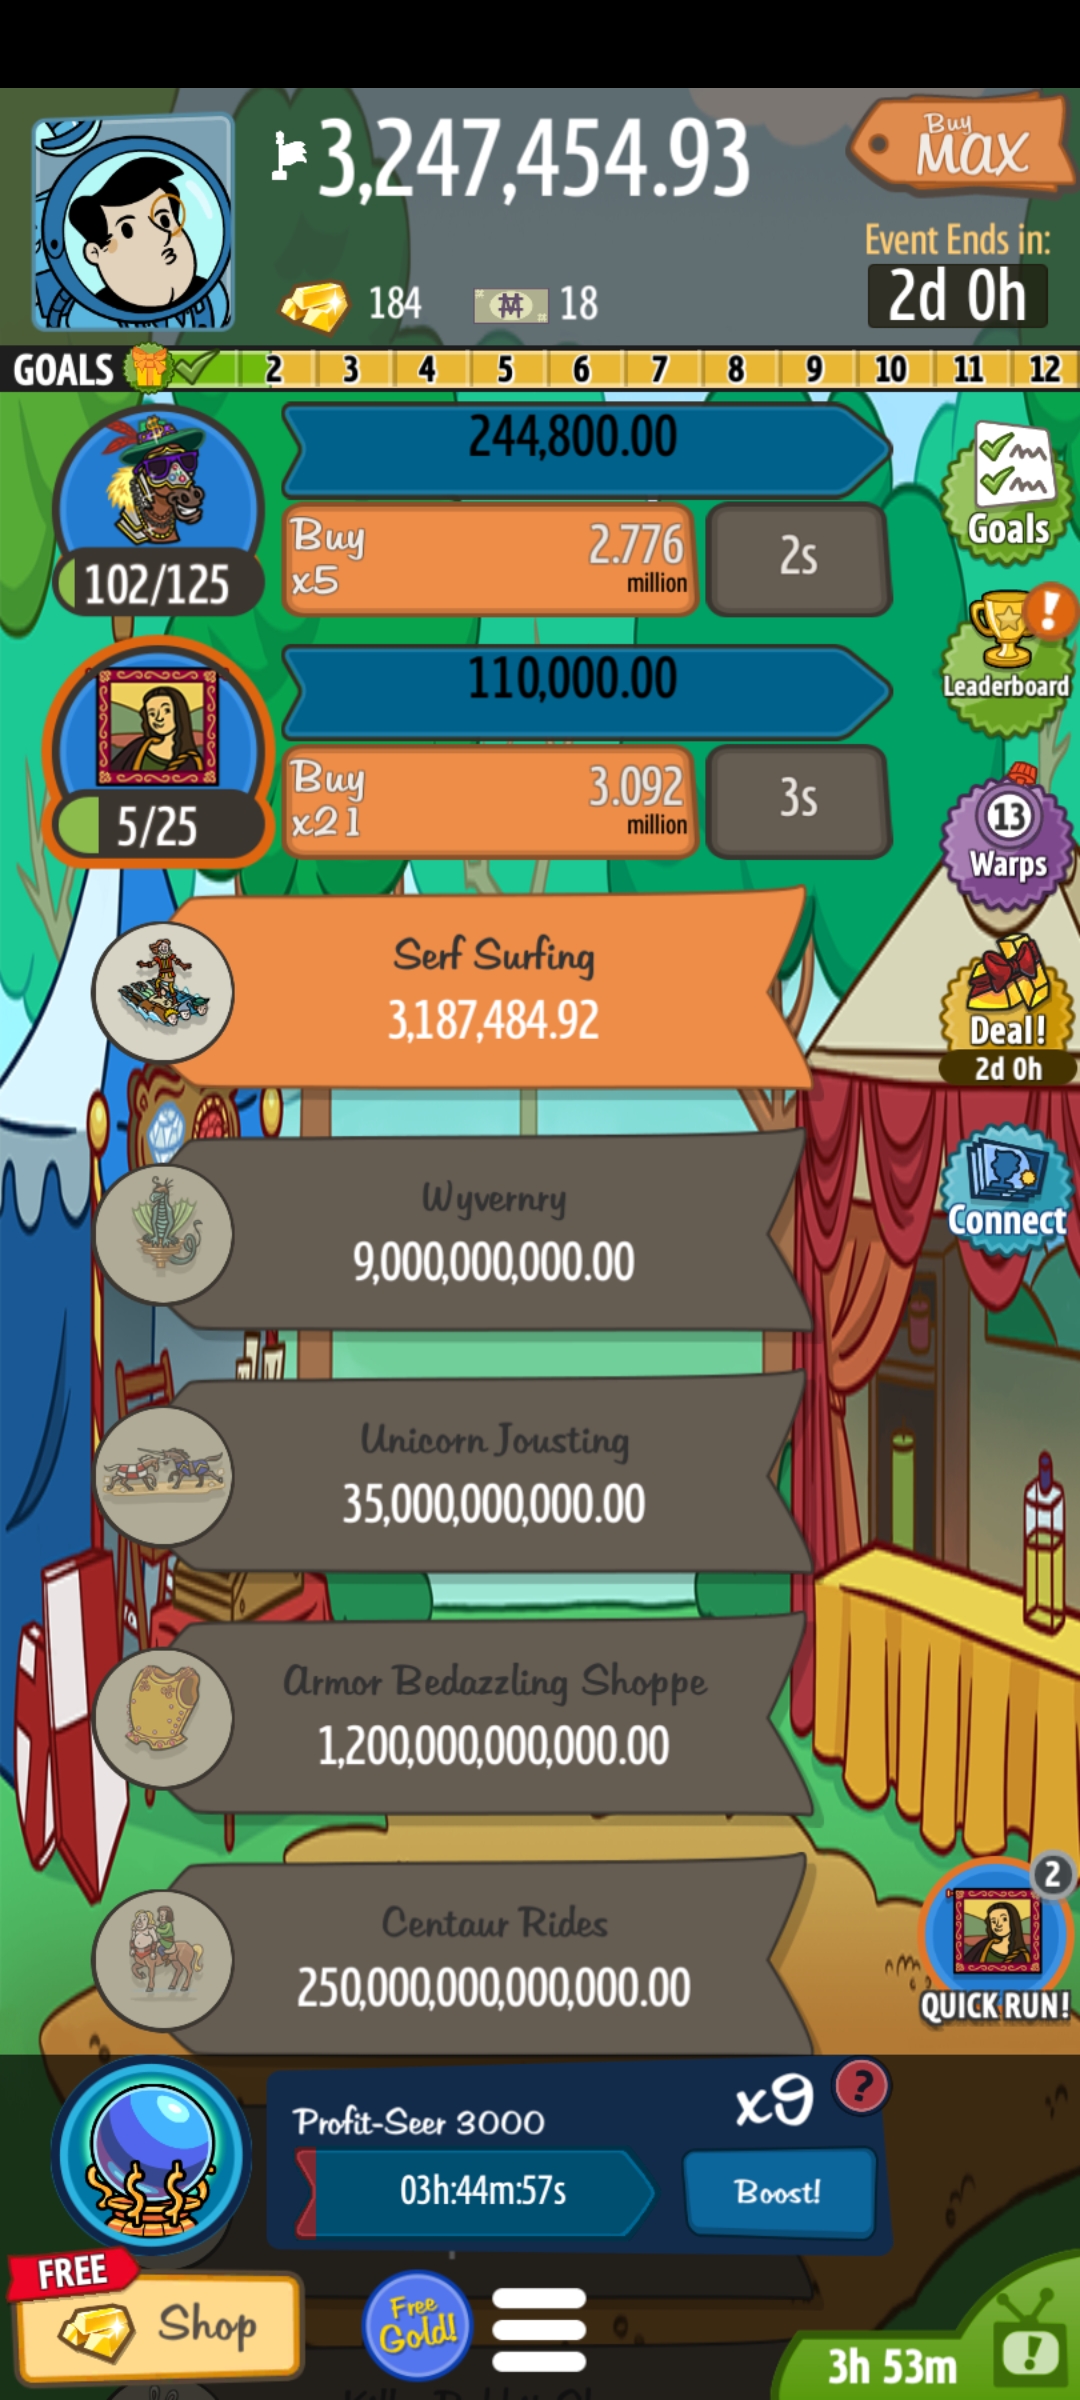 3,247,454.93
Buy
MAX
Event Ends in:
2d 0h
184
18
GOALS 2 3 4 5 6 7 8 9 10 11 12
244,800.00
Buy
x5
2.776
million
2s
102/125
Goals
110,000.00
Buy
x21
3.092
million
3s
5/25
!
Leaderboard
13
Warps
Serf Surfing
3,187,484.92
Deal!
2d 0h
Wyvernry
9,000,000,000.00
Connect
Unicorn Jousting
35,000,000,000.00
Armor Bedazzling Shoppe
1,200,000,000,000.00
Centaur Rides
250,000,000,000,000.00
2
QUICK RUN!
Profit-Seer 3000
x9
?
03h:44m:57s
Boost!
FREE
Shop
Free
Gold!
3h 53m
!